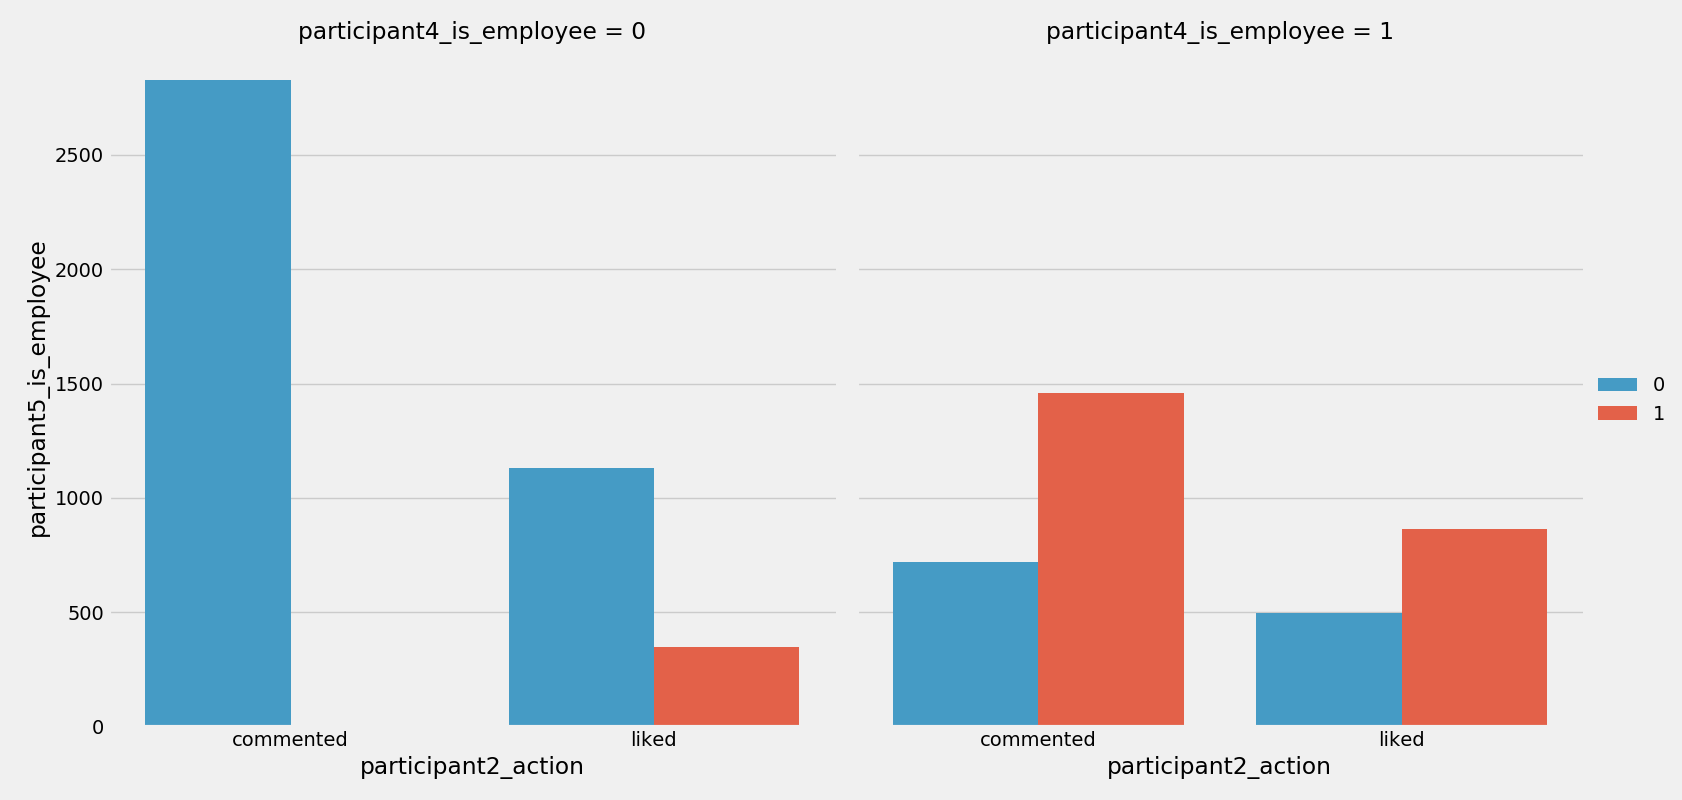 participant4_is_employee = 0
participant4_is_employee = 1
participant5_is_employee
2500
2000
1500
1000
500
0
commented
liked
commented
liked
participant2_action
participant2_action
0
1